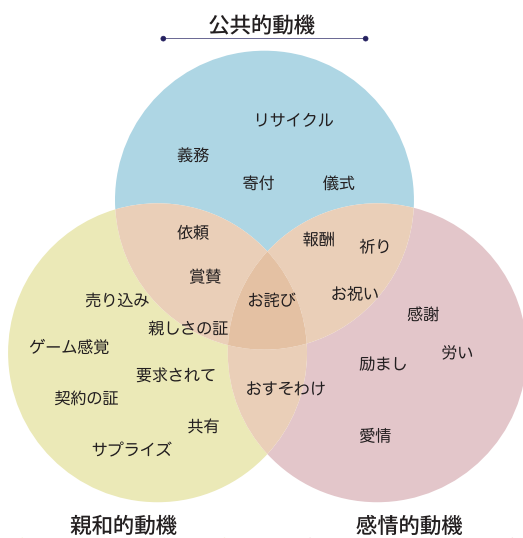 公共的動機
リサイクル
義務
寄付
儀式
依頼
報酬
祈り
賞賛
お祝い
お詫び
売り込み
感謝
親しさの証
ゲーム感覚
労い
励まし
要求されて
おすそわけ
契約の証
共有
愛情
サプライズ
親和的動機
感情的動機